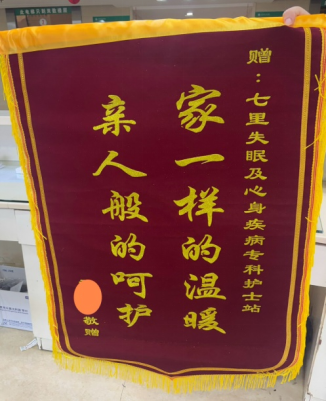 赠：七里失眠及心身疾病专科护士站
家一样的温暖
亲人般的呵护
敬赠